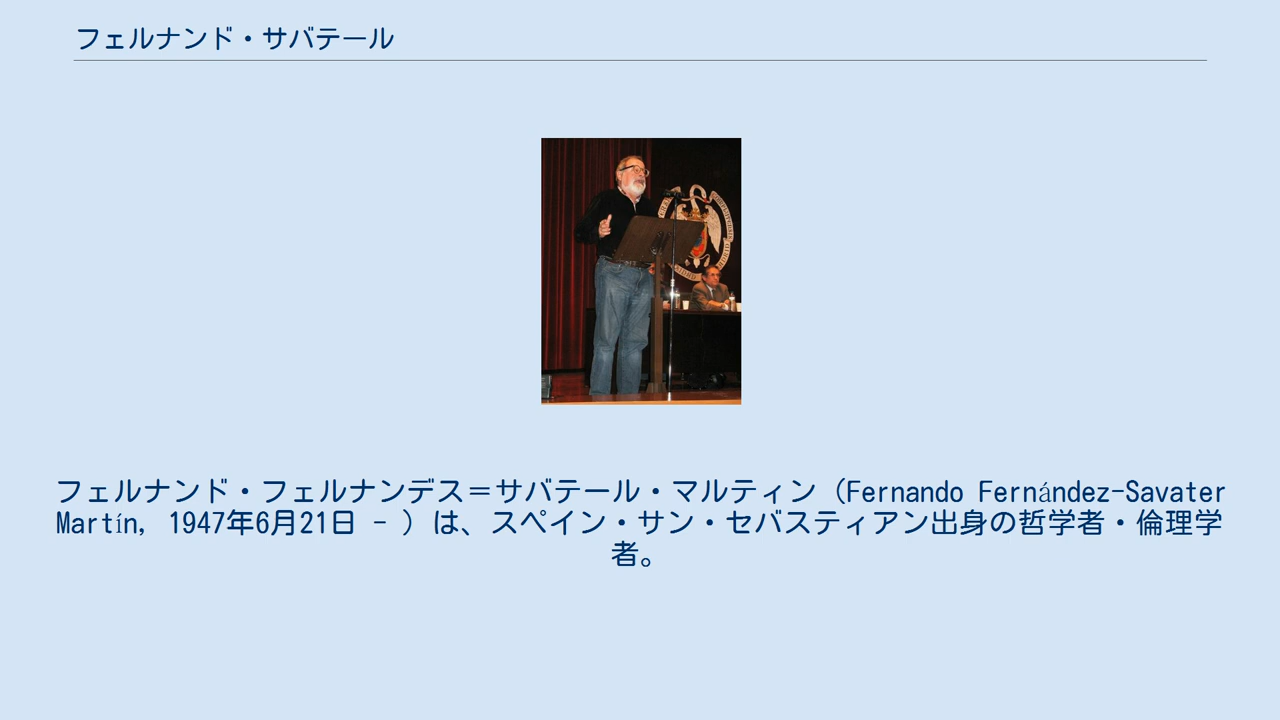 フェルナンド・サバテール
フェルナンド・フェルナンデス＝サバテール・マルティン（Fernando Fernández-Savater
Martín, 1947年6月21日 - ）は、スペイン・サン・セバスティアン出身の哲学者・倫理学
者。